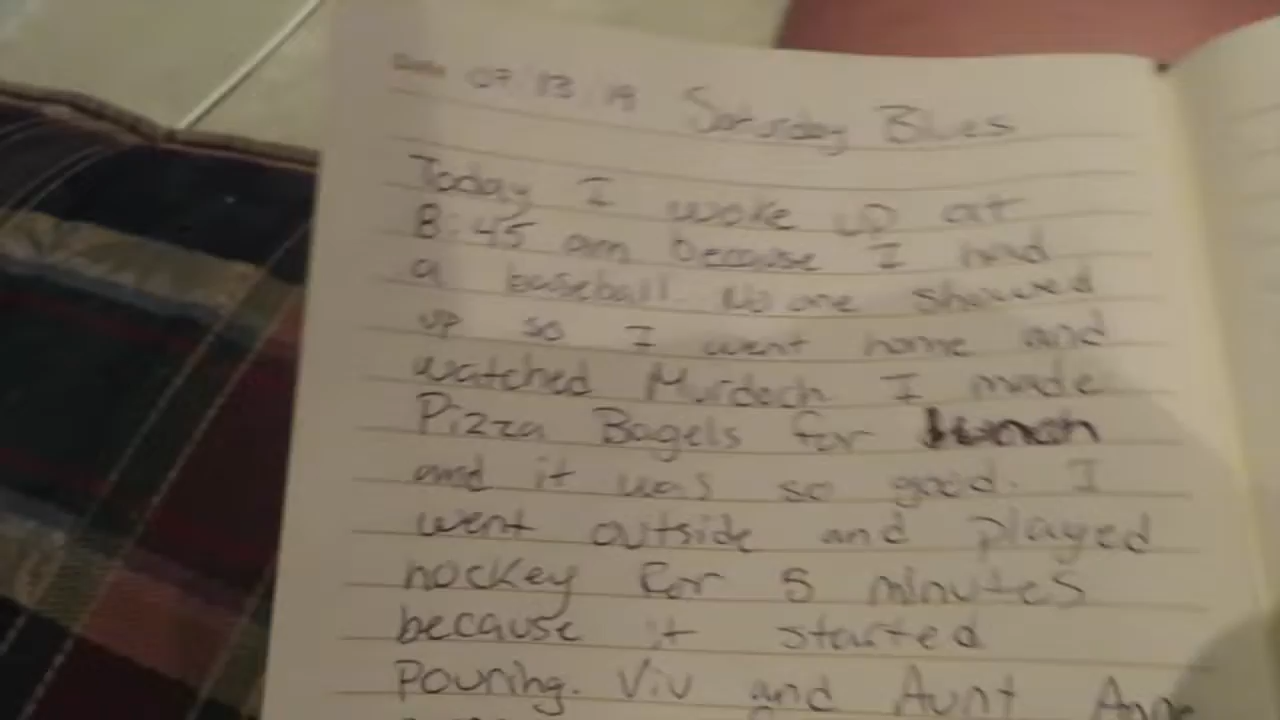 Date 07 13 19 Saturday Blues
Today I woke up at
8:45 am because I had
a baseball. No one showed
up so I went home and
watched Murdoch. I made
Pizza Bagels for lunch
and it was so good. I
went outside and played
hockey for 5 minutes
because it started
Pouring. Viv and Aunt Anne